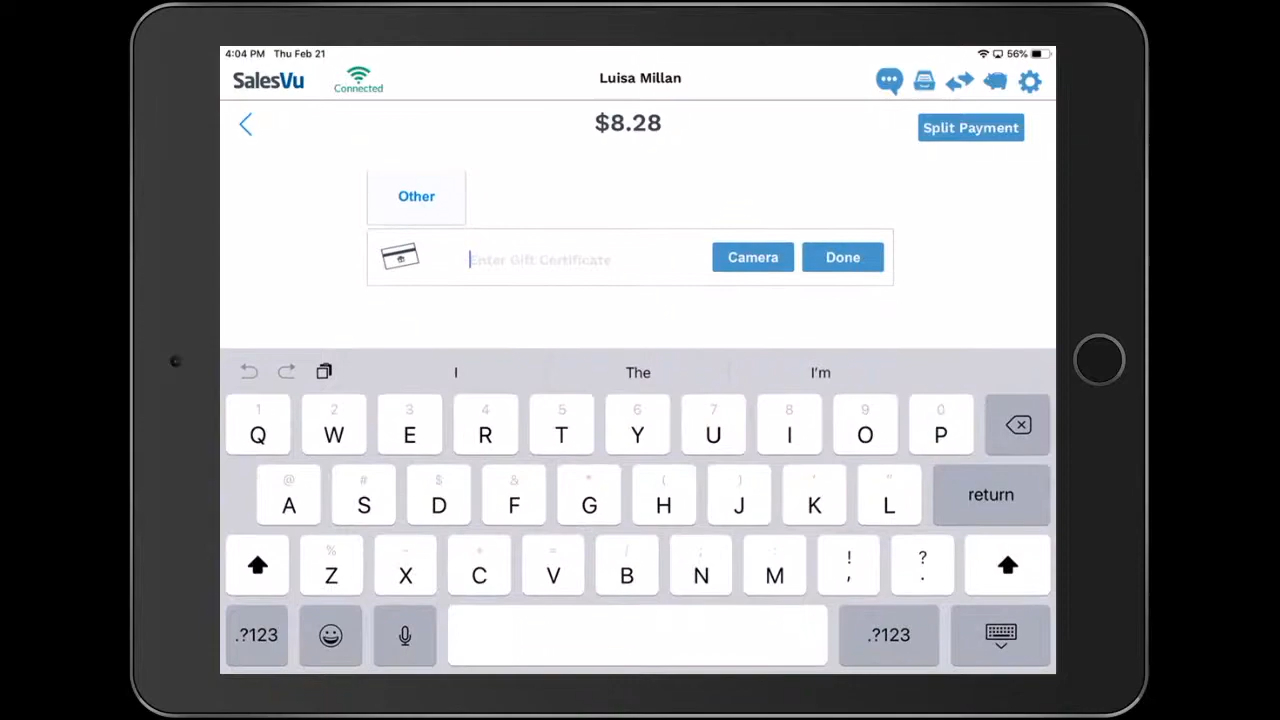 4:04 PM Thu Feb 21 56%
SalesVu Connected Luisa Millan
$8.28 Split Payment
Other
Enter Gift Certificate Camera Done
I The I'm
1 2 3 4 5 6 7 8 9 0
Q W E R T Y U I O P
@ # $ & * ( ) ' "
A S D F G H J K L return
% - + = / ; : ! ?
Z X C V B N M , .
.?123 .?123